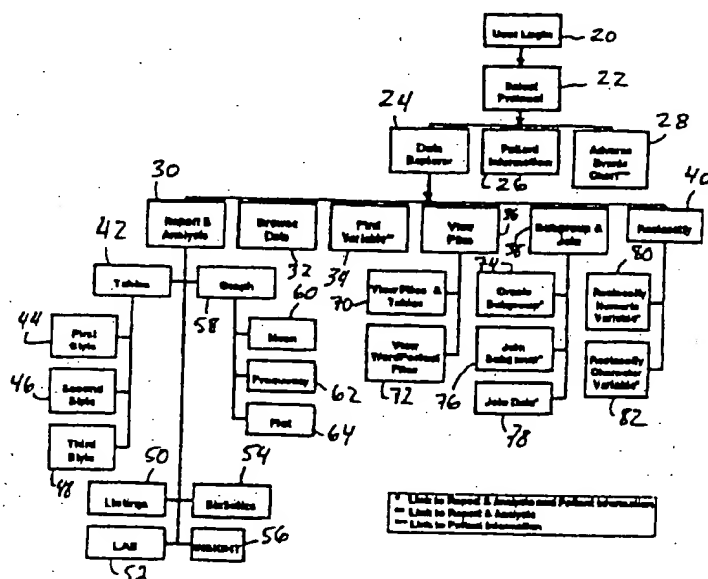 User Login
20
Select
Protocol
22
24
28
Data
Explorer
Patient
Information
26
Adverse
Events
Chart***
30
40
Report &
Analysis
Browse
Data
32
Find
Variable**
34
View
Files
36
Subgroup &
Join
38
Reclassify
42
Tables
Graph
58
60
Mean
Frequency
62
Plot
64
44
First
Style
46
Second
Style
Third
Style
48
View Files &
Tables
70
View
WordPerfect
Files
72
74
Create
Subgroup*
Join
76
Join Data*
78
80
Reclassify
Numeric
Variable*
Reclassify
Character
Variable*
82
50
Listings
54
Statistics
LAB
52
INSIGHT
56
* Link to Report & Analysis and Patient Information
** Link to Report & Analysis
*** Link to Patient Information